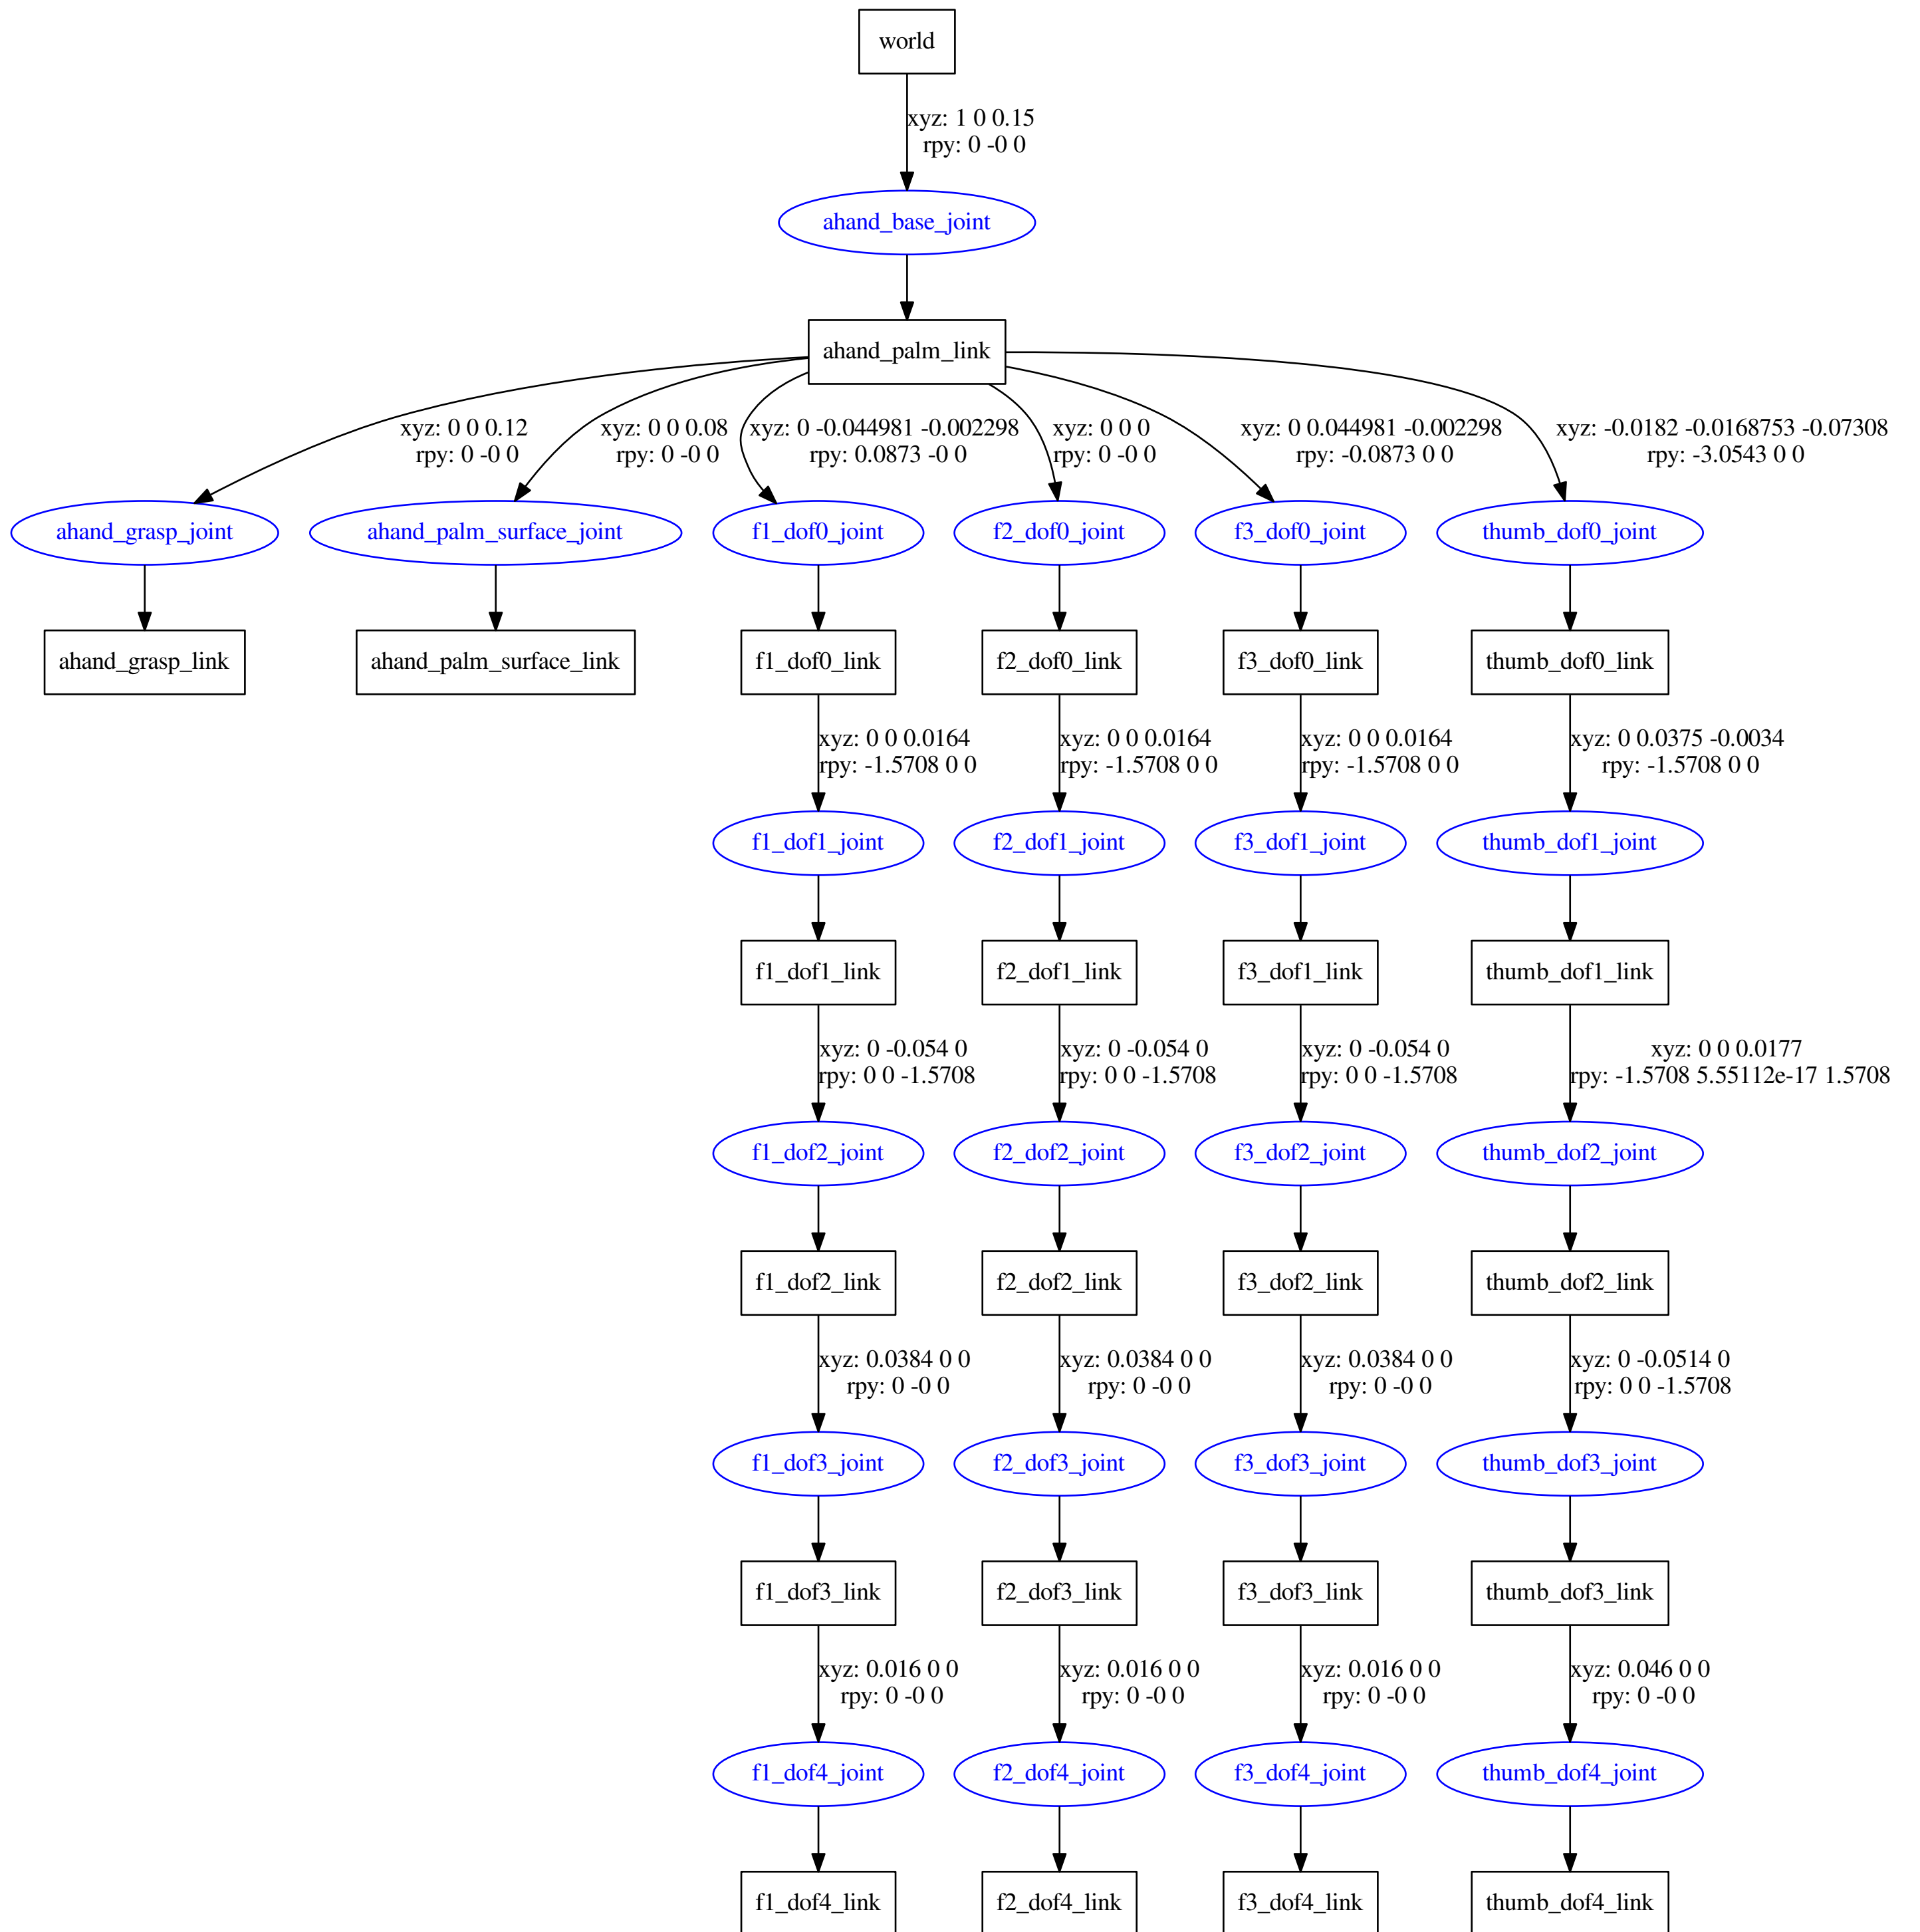 world
xyz: 1 0 0.15
rpy: 0 -0 0
ahand_base_joint
ahand_palm_link
xyz: 0 0 0.12
rpy: 0 -0 0
xyz: 0 0 0.08
rpy: 0 -0 0
xyz: 0 -0.044981 -0.002298
rpy: 0.0873 -0 0
xyz: 0 0 0
rpy: 0 -0 0
xyz: 0 0.044981 -0.002298
rpy: -0.0873 0 0
xyz: -0.0182 -0.0168753 -0.07308
rpy: -3.0543 0 0
ahand_grasp_joint
ahand_palm_surface_joint
f1_dof0_joint
f2_dof0_joint
f3_dof0_joint
thumb_dof0_joint
ahand_grasp_link
ahand_palm_surface_link
f1_dof0_link
f2_dof0_link
f3_dof0_link
thumb_dof0_link
xyz: 0 0 0.0164
rpy: -1.5708 0 0
xyz: 0 0 0.0164
rpy: -1.5708 0 0
xyz: 0 0 0.0164
rpy: -1.5708 0 0
xyz: 0 0.0375 -0.0034
rpy: -1.5708 0 0
f1_dof1_joint
f2_dof1_joint
f3_dof1_joint
thumb_dof1_joint
f1_dof1_link
f2_dof1_link
f3_dof1_link
thumb_dof1_link
xyz: 0 -0.054 0
rpy: 0 0 -1.5708
xyz: 0 -0.054 0
rpy: 0 0 -1.5708
xyz: 0 -0.054 0
rpy: 0 0 -1.5708
xyz: 0 0 0.0177
rpy: -1.5708 5.55112e-17 1.5708
f1_dof2_joint
f2_dof2_joint
f3_dof2_joint
thumb_dof2_joint
f1_dof2_link
f2_dof2_link
f3_dof2_link
thumb_dof2_link
xyz: 0.0384 0 0
rpy: 0 -0 0
xyz: 0.0384 0 0
rpy: 0 -0 0
xyz: 0.0384 0 0
rpy: 0 -0 0
xyz: 0 -0.0514 0
rpy: 0 0 -1.5708
f1_dof3_joint
f2_dof3_joint
f3_dof3_joint
thumb_dof3_joint
f1_dof3_link
f2_dof3_link
f3_dof3_link
thumb_dof3_link
xyz: 0.016 0 0
rpy: 0 -0 0
xyz: 0.016 0 0
rpy: 0 -0 0
xyz: 0.016 0 0
rpy: 0 -0 0
xyz: 0.046 0 0
rpy: 0 -0 0
f1_dof4_joint
f2_dof4_joint
f3_dof4_joint
thumb_dof4_joint
f1_dof4_link
f2_dof4_link
f3_dof4_link
thumb_dof4_link